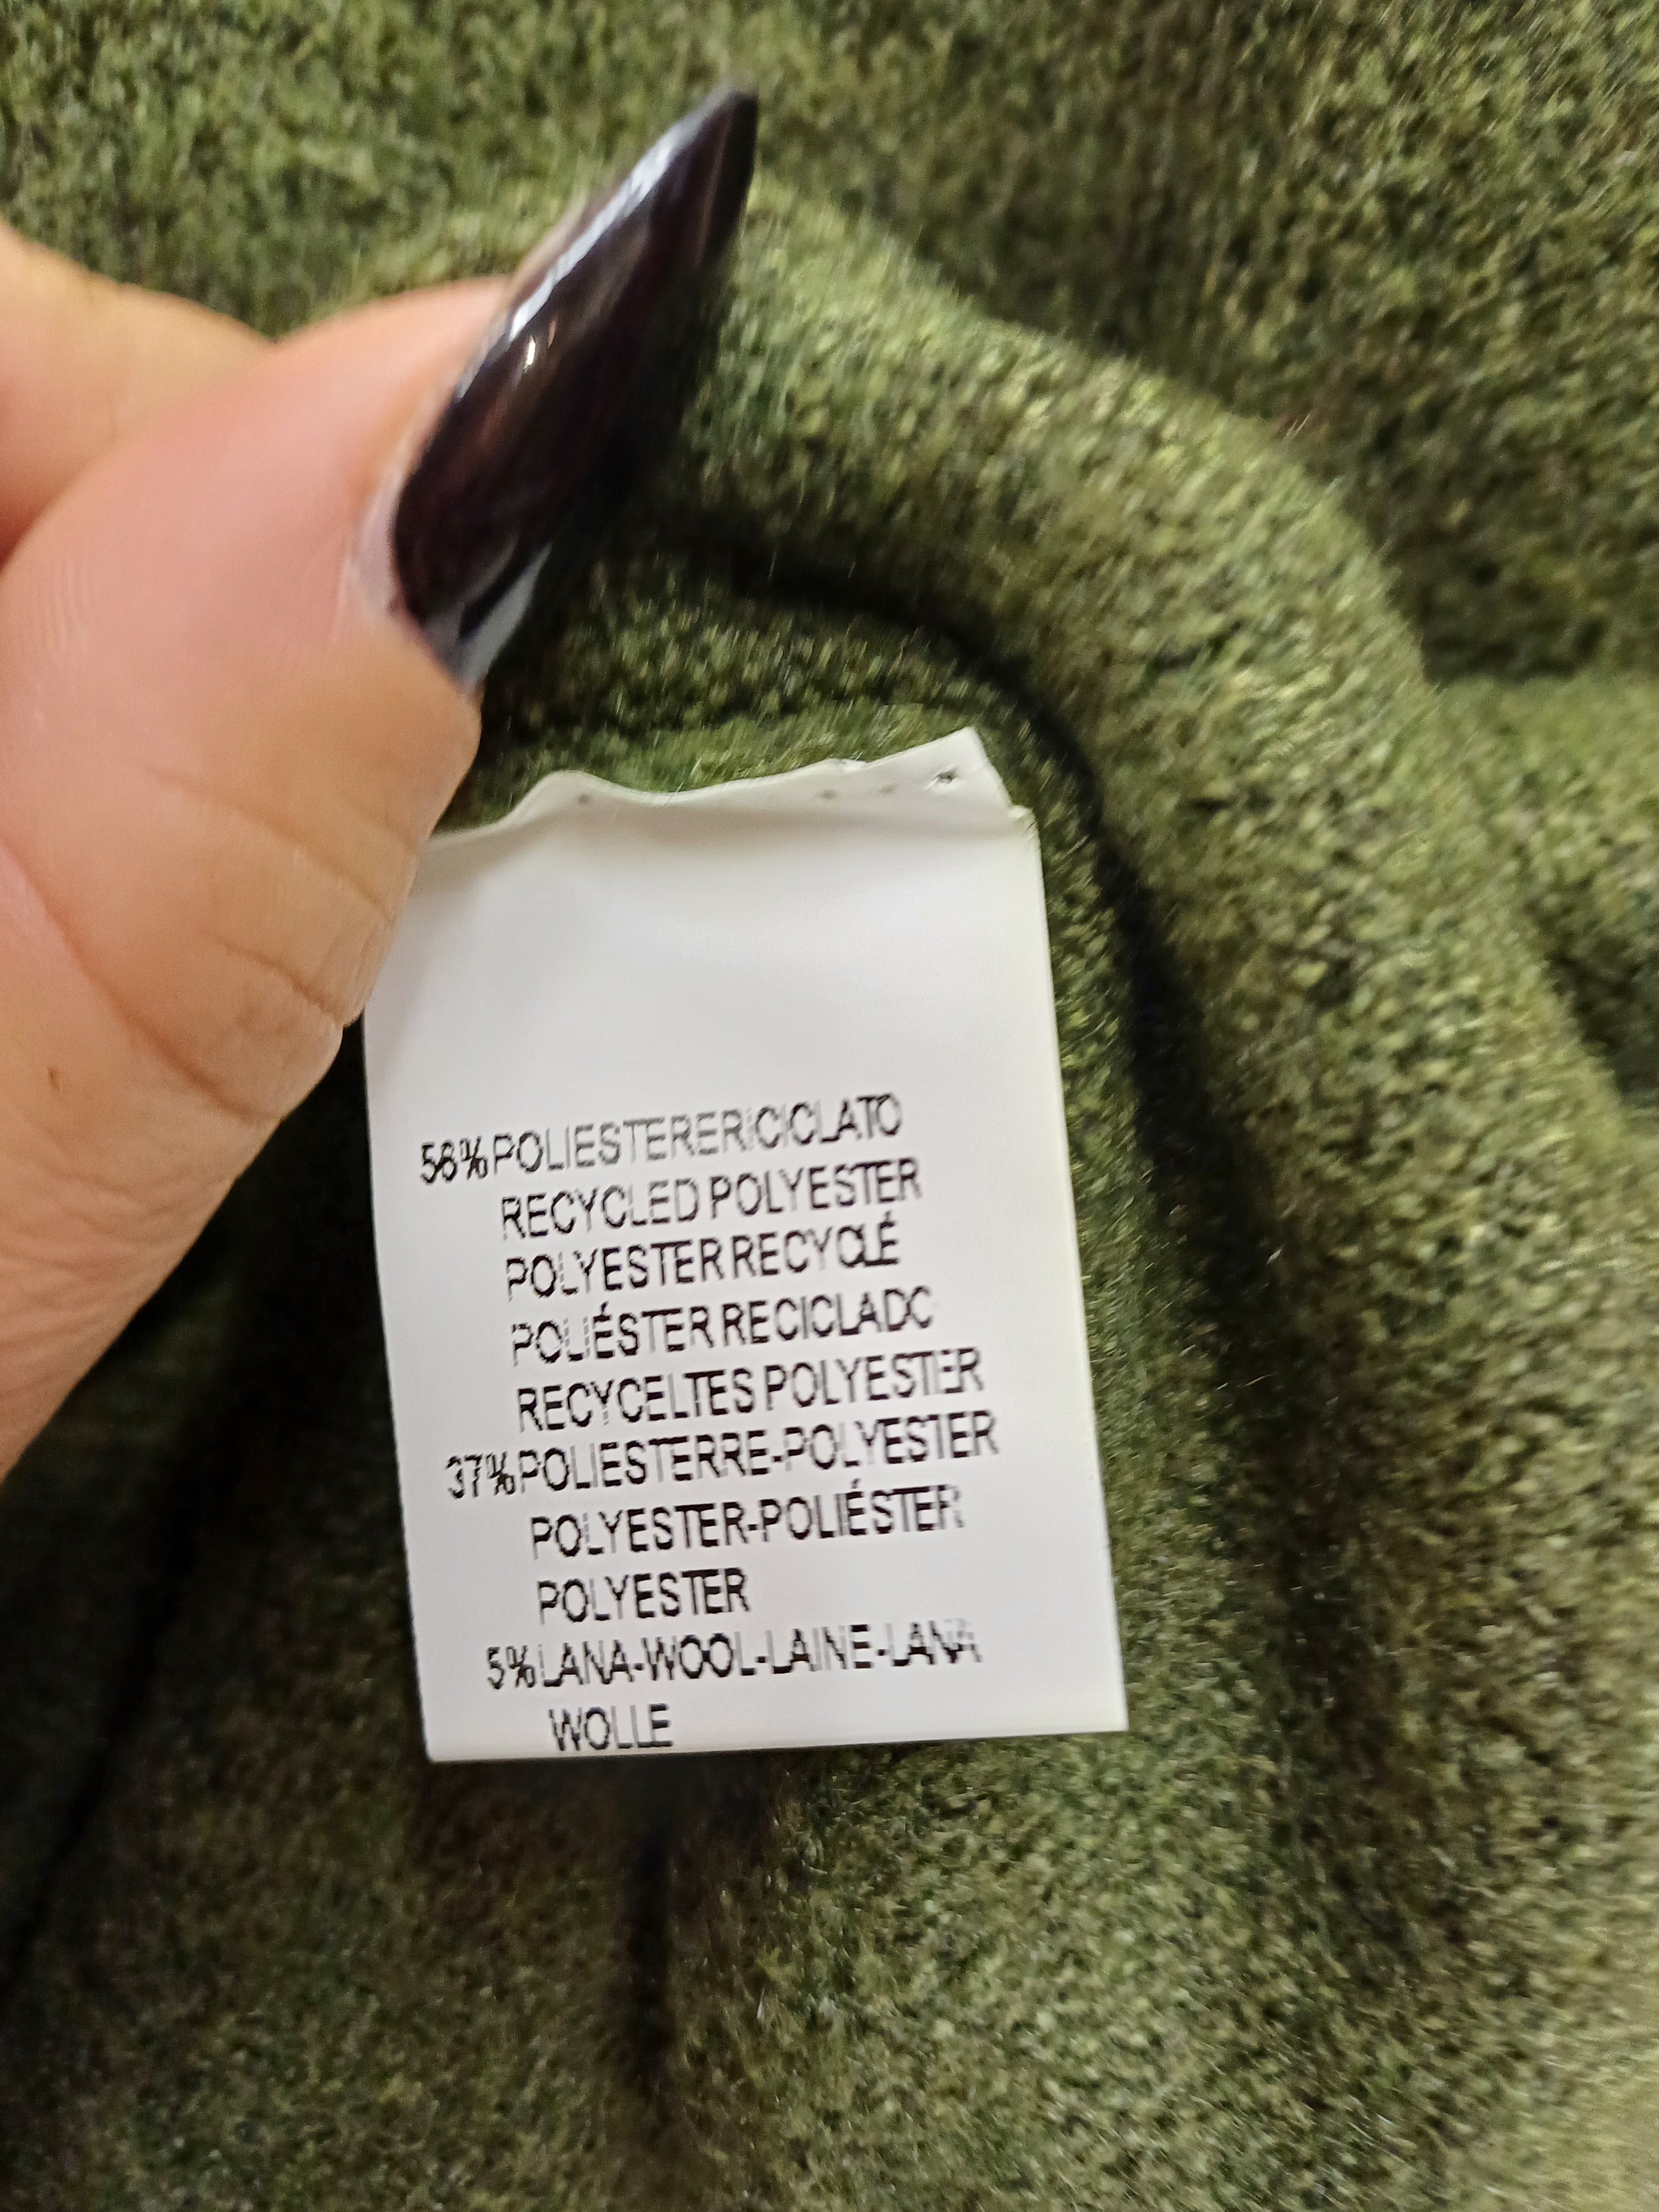 58%POLIESTERERICICLATO
RECYCLED POLYESTER
POLYESTER RECYCLÉ
POLIÉSTER RECICLADO
RECYCELTES POLYESTER
37%POLIESTERRE-POLYESTER
POLYESTER-POLIÉSTER
POLYESTER
5%LANA-WOOL-LAINE-LANA
WOLLE